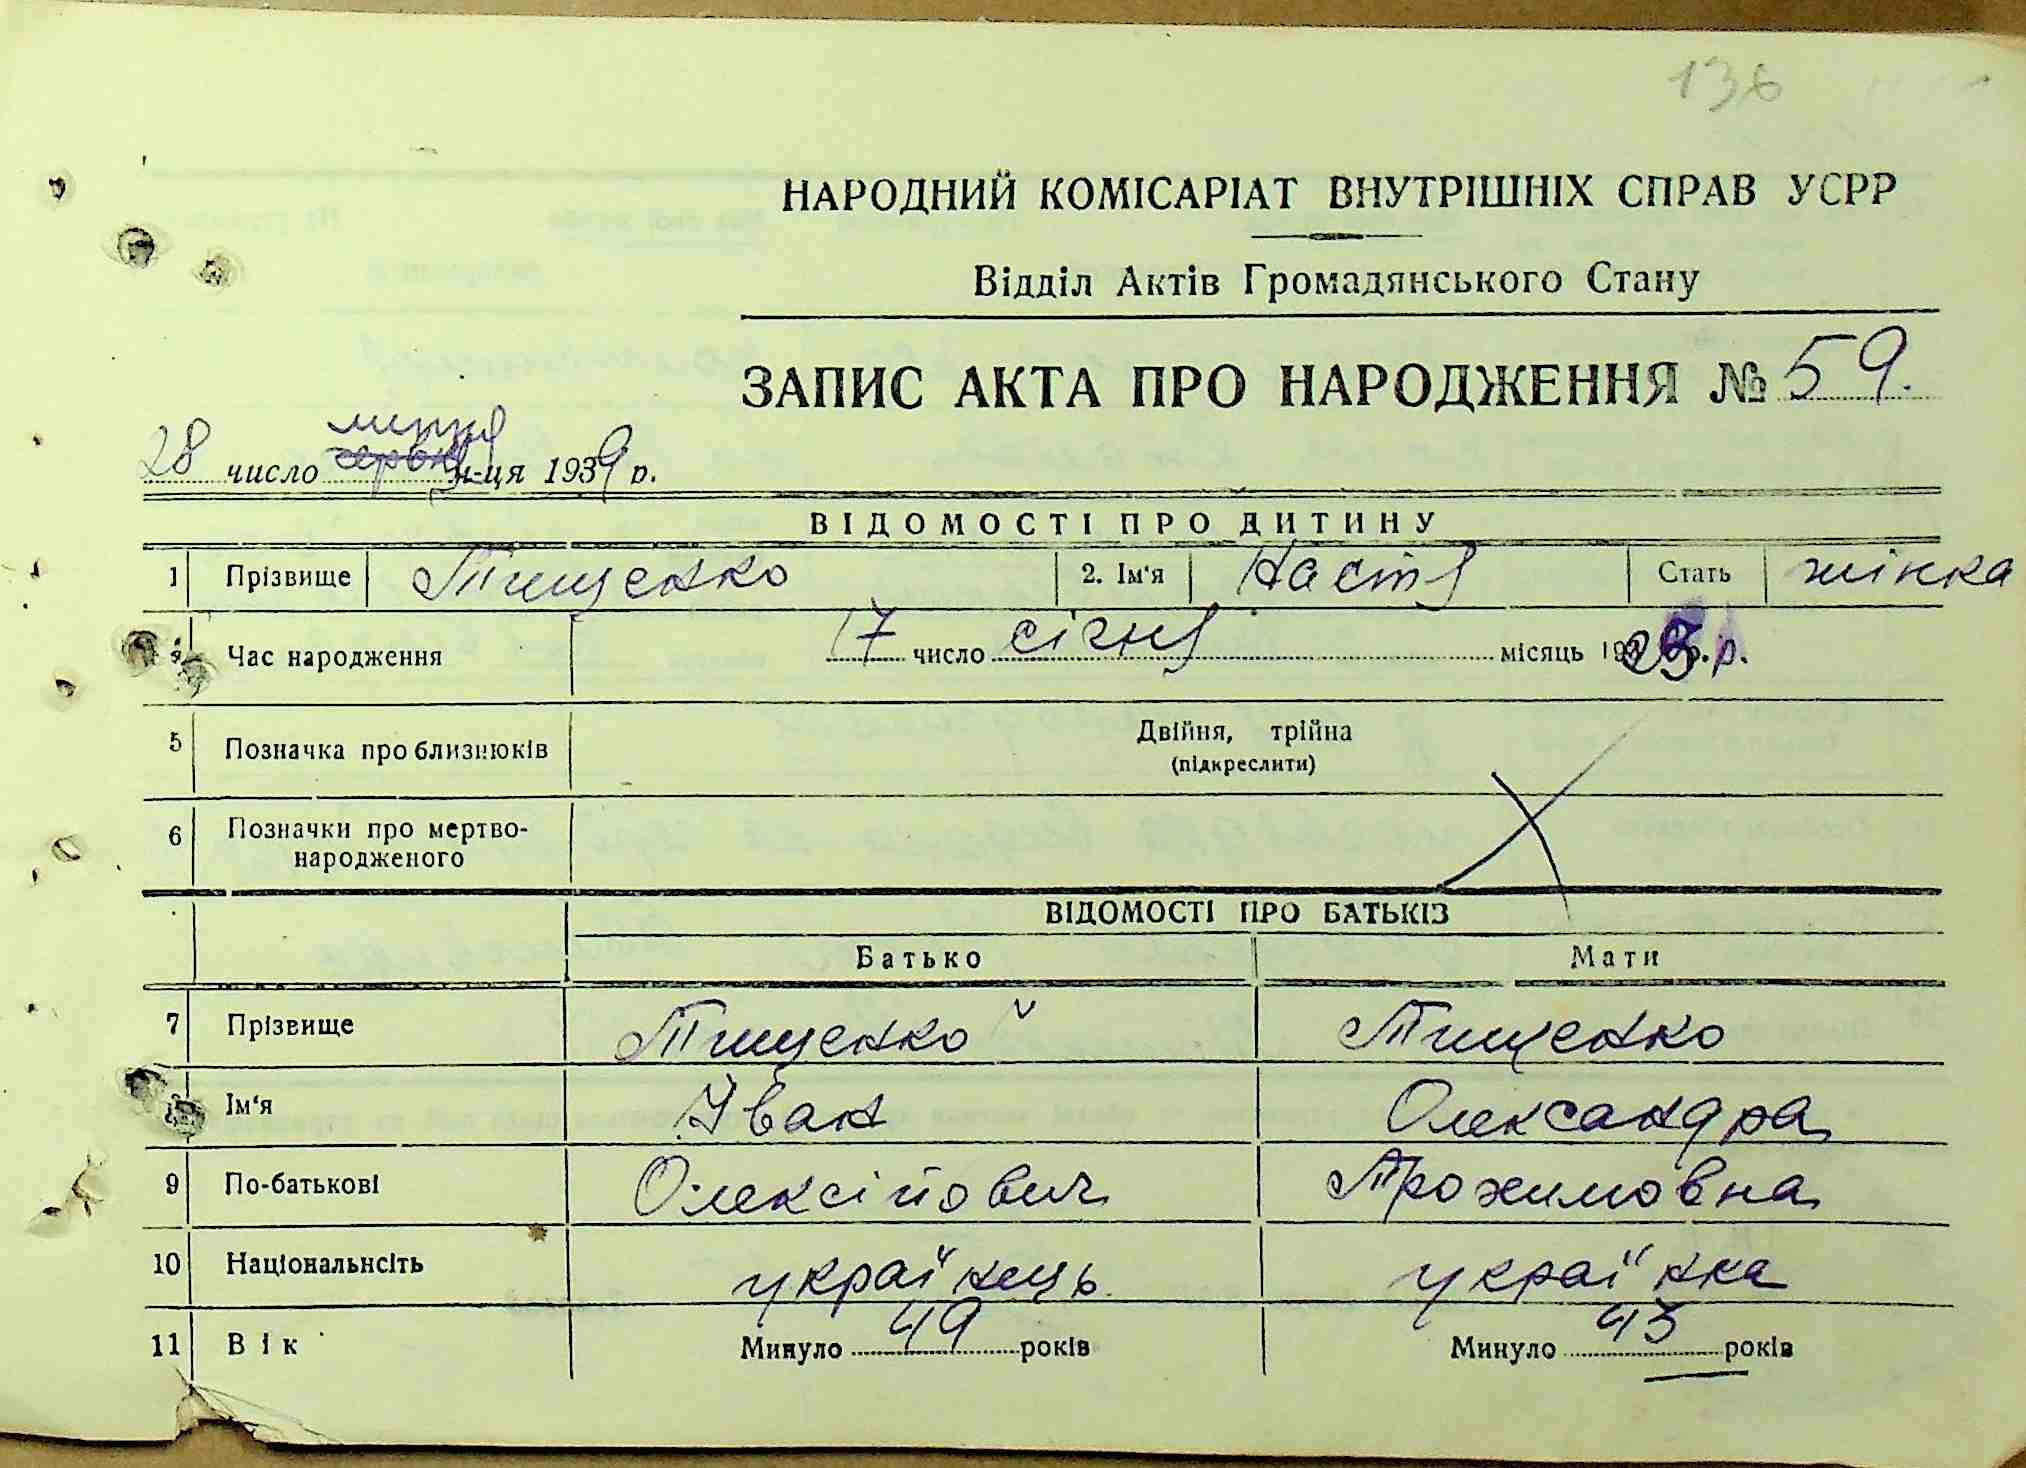 136
НАРОДНИЙ КОМІСАРІАТ ВНУТРІШНІХ СПРАВ УСРР
Відділ Актів Громадянського Стану
ЗАПИС АКТА ПРО НАРОДЖЕННЯ № 59.
липня
28 число червня м-ця 1939 р.
ВІДОМОСТІ ПРО ДИТИНУ
1 Прізвище Тищенко 2. Ім'я Настя Стать жінка
Час народження 17 число січня місяць р.
5 Позначка про близнюків Двійня, трійна
(підкреслити)
6 Позначки про мертво-
народженого
ВІДОМОСТІ ПРО БАТЬКІВ
Батько Мати
7 Прізвище Тищенко Тищенко
Ім'я Іван Олександра
9 По-батькові Олексійович Трохимовна
10 Національнсіть українець українка
11 Вік Минуло 49 років Минуло 43 років